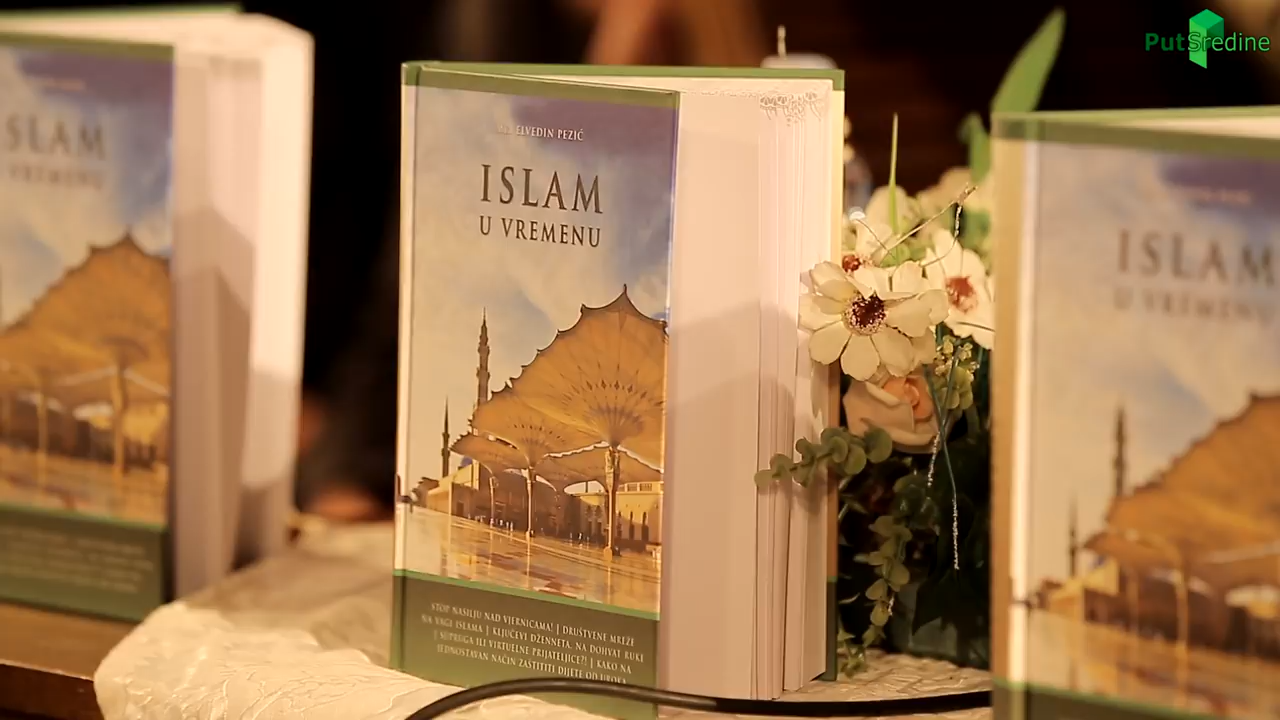 PutSredine
ELVEDIN PEZIĆ
ISLAM
U VREMENU
STOP NASILJU NAD VJERNICAMA! | DRUŠTVENE MREŽE
NA VAGI ISLAMA | KLJUČEVI DŽENNETA, NA DOHVAT RUKE
| SUPRUGA ILI VIRTUELNE PRIJATELJICE?! | KAKO NA
JEDNOSTAVAN NAČIN ZAŠTITITI DIJETE OD UROKA
SLAM
U VREMENU
ISLAM
U VREMENU